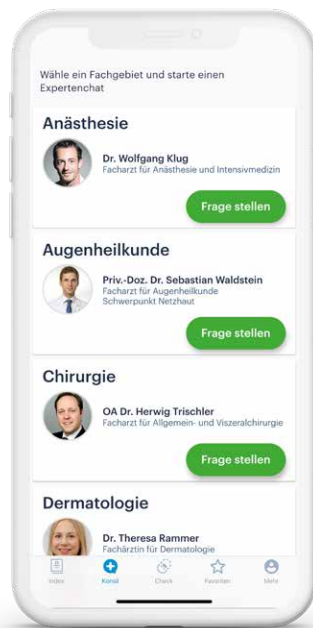 Wähle ein Fachgebiet und starte einen
Expertenchat
Anästhesie
Dr. Wolfgang Klug
Facharzt für Anästhesie und Intensivmedizin
Frage stellen
Augenheilkunde
Priv.-Doz. Dr. Sebastian Waldstein
Facharzt für Augenheilkunde
Schwerpunkt Netzhaut
Frage stellen
Chirurgie
OA Dr. Herwig Trischler
Facharzt für Allgemein- und Viszeralchirurgie
Frage stellen
Dermatologie
Dr. Theresa Rammer
Fachärztin für Dermatologie
Index
Konsil
Check
Favoriten
Mehr